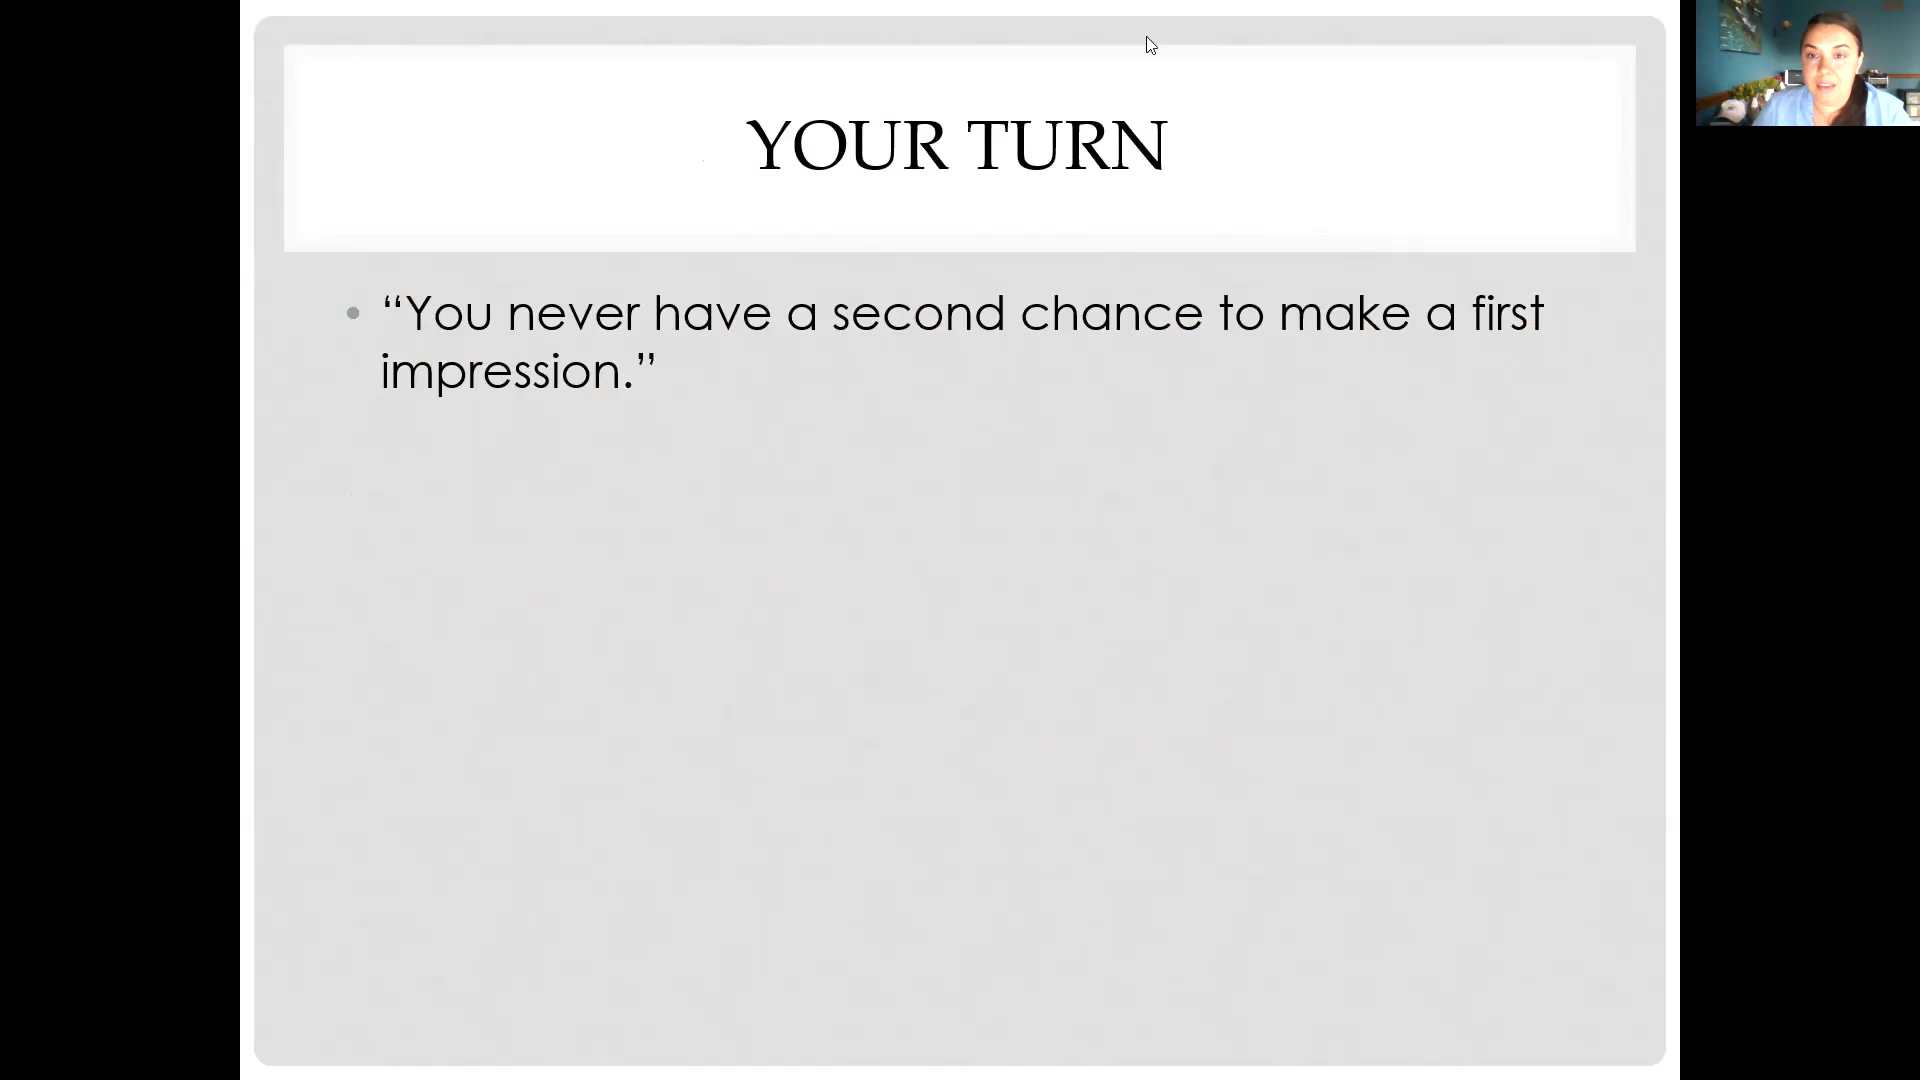 YOUR TURN
“You never have a second chance to make a first
impression.”